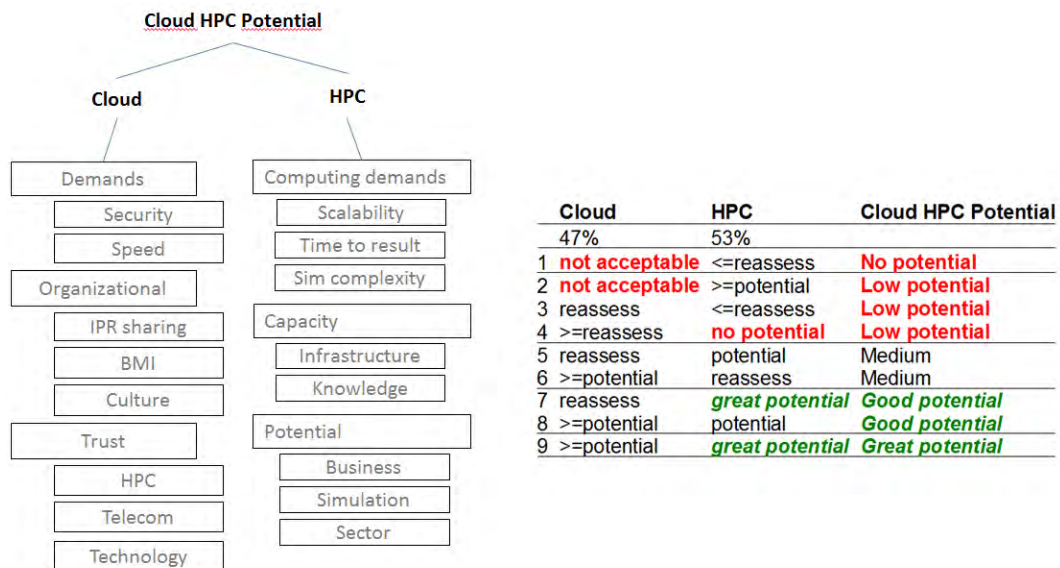 Cloud HPC Potential
Cloud
HPC
Demands
Security
Speed
Organizational
IPR sharing
BMI
Culture
Trust
HPC
Telecom
Technology
Computing demands
Scalability
Time to result
Sim complexity
Capacity
Infrastructure
Knowledge
Potential
Business
Simulation
Sector
Cloud HPC Cloud HPC Potential
47% 53%
1 not acceptable <=reassess No potential
2 not acceptable >=potential Low potential
3 reassess <=reassess Low potential
4 >=reassess no potential Low potential
5 reassess potential Medium
6 >=potential reassess Medium
7 reassess great potential Good potential
8 >=potential potential Good potential
9 >=potential great potential Great potential